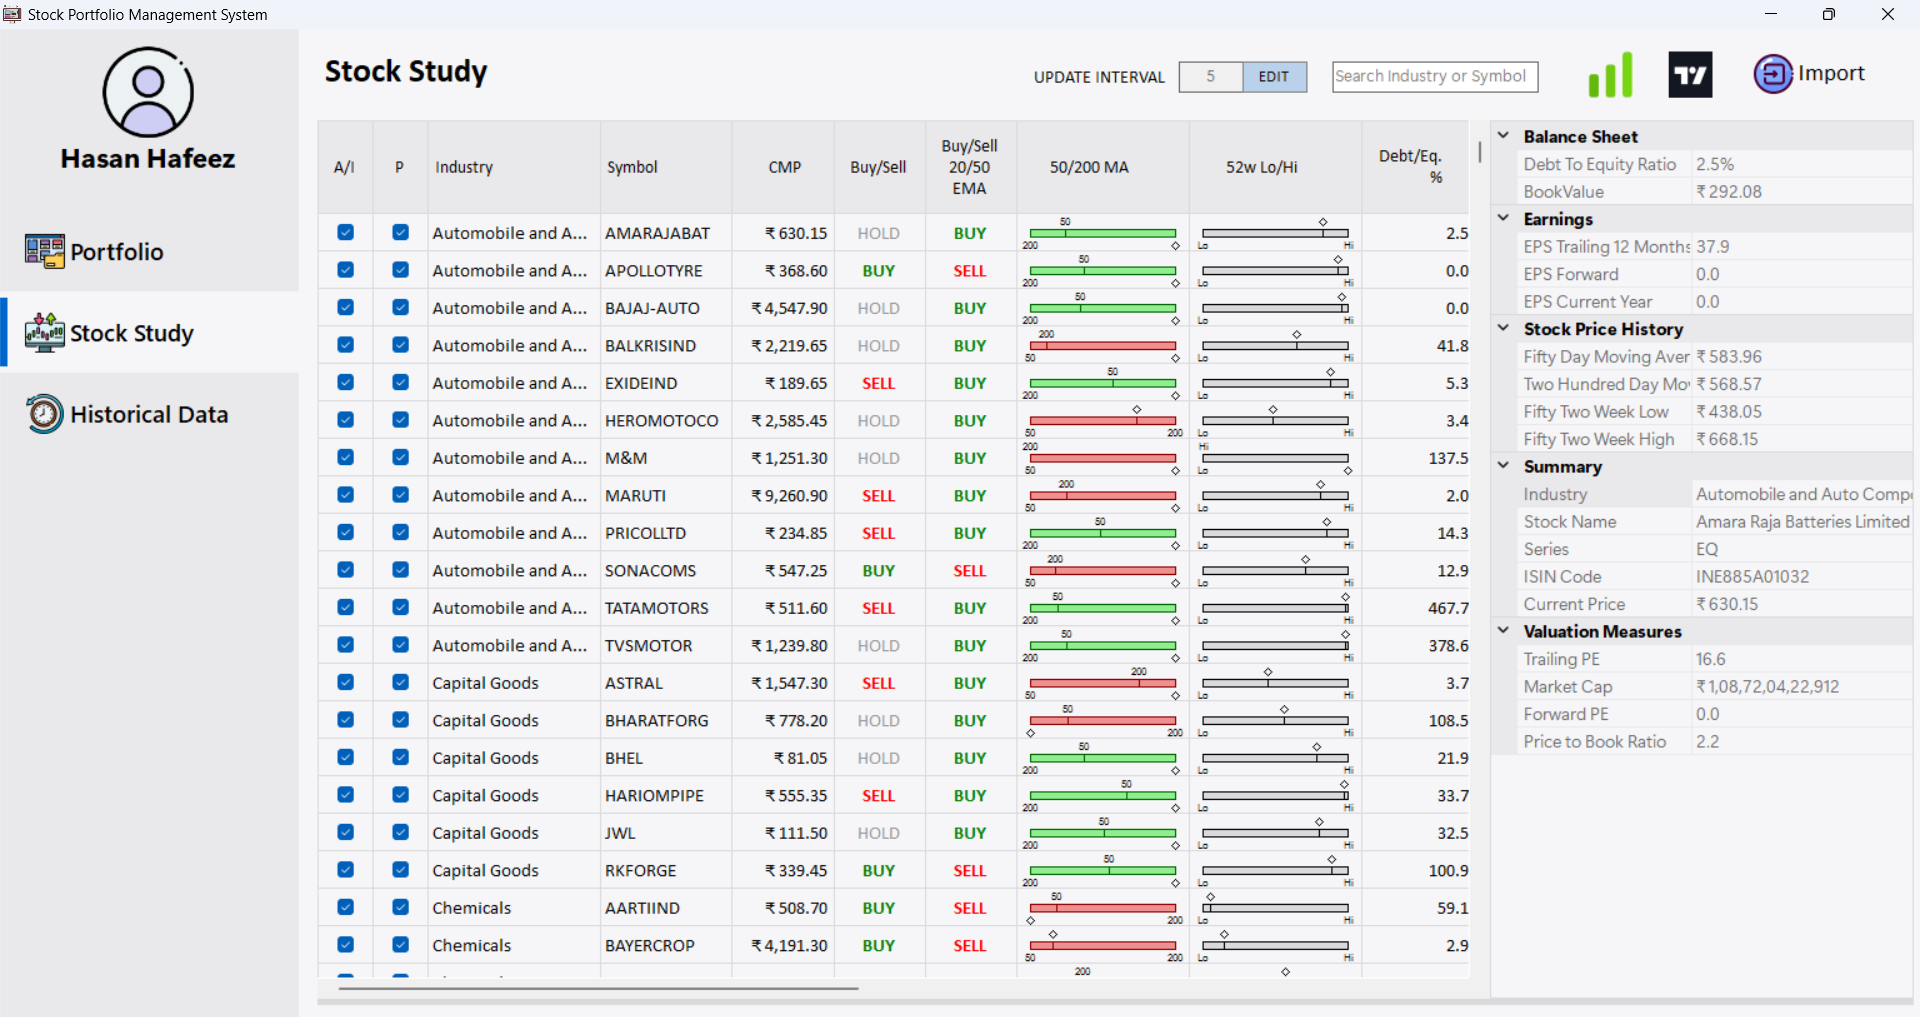 Stock Portfolio Management System
Hasan Hafeez
Portfolio
Stock Study
Historical Data
Stock Study
UPDATE INTERVAL 5 EDIT Search Industry or Symbol Import
A/I P Industry Symbol CMP Buy/Sell Buy/Sell 20/50 EMA 50/200 MA 52w Lo/Hi Debt/Eq. %
Automobile and A... AMARAJABAT ₹ 630.15 HOLD BUY 50 200 Lo Hi 2.5
Automobile and A... APOLLOTYRE ₹ 368.60 BUY SELL 50 200 Lo Hi 0.0
Automobile and A... BAJAJ-AUTO ₹ 4,547.90 HOLD BUY 50 200 Lo Hi 0.0
Automobile and A... BALKRISIND ₹ 2,219.65 HOLD BUY 200 50 Lo Hi 41.8
Automobile and A... EXIDEIND ₹ 189.65 SELL BUY 50 200 Lo Hi 5.3
Automobile and A... HEROMOTOCO ₹ 2,585.45 HOLD BUY 50 200 Lo Hi 3.4
Automobile and A... M&M ₹ 1,251.30 HOLD BUY 200 50 Hi Lo 137.5
Automobile and A... MARUTI ₹ 9,260.90 SELL BUY 200 50 Lo Hi 2.0
Automobile and A... PRICOLLTD ₹ 234.85 SELL BUY 50 200 Lo Hi 14.3
Automobile and A... SONACOMS ₹ 547.25 BUY SELL 200 50 Lo Hi 12.9
Automobile and A... TATAMOTORS ₹ 511.60 SELL BUY 50 200 Lo Hi 467.7
Automobile and A... TVSMOTOR ₹ 1,239.80 HOLD BUY 50 200 Lo Hi 378.6
Capital Goods ASTRAL ₹ 1,547.30 SELL BUY 200 50 Lo Hi 3.7
Capital Goods BHARATFORG ₹ 778.20 HOLD BUY 50 200 Lo Hi 108.5
Capital Goods BHEL ₹ 81.05 HOLD BUY 50 200 Lo Hi 21.9
Capital Goods HARIOMPIPE ₹ 555.35 SELL BUY 50 200 Lo Hi 33.7
Capital Goods JWL ₹ 111.50 HOLD BUY 50 200 Lo Hi 32.5
Capital Goods RKFORGE ₹ 339.45 BUY SELL 50 200 Lo Hi 100.9
Chemicals AARTIIND ₹ 508.70 BUY SELL 50 200 Lo Hi 59.1
Chemicals BAYERCROP ₹ 4,191.30 BUY SELL 50 200 Lo Hi 2.9
200
Balance Sheet
Debt To Equity Ratio 2.5%
BookValue ₹ 292.08
Earnings
EPS Trailing 12 Months 37.9
EPS Forward 0.0
EPS Current Year 0.0
Stock Price History
Fifty Day Moving Aver ₹ 583.96
Two Hundred Day Mov ₹ 568.57
Fifty Two Week Low ₹ 438.05
Fifty Two Week High ₹ 668.15
Summary
Industry Automobile and Auto Comp
Stock Name Amara Raja Batteries Limited
Series EQ
ISIN Code INE885A01032
Current Price ₹ 630.15
Valuation Measures
Trailing PE 16.6
Market Cap ₹ 1,08,72,04,22,912
Forward PE 0.0
Price to Book Ratio 2.2